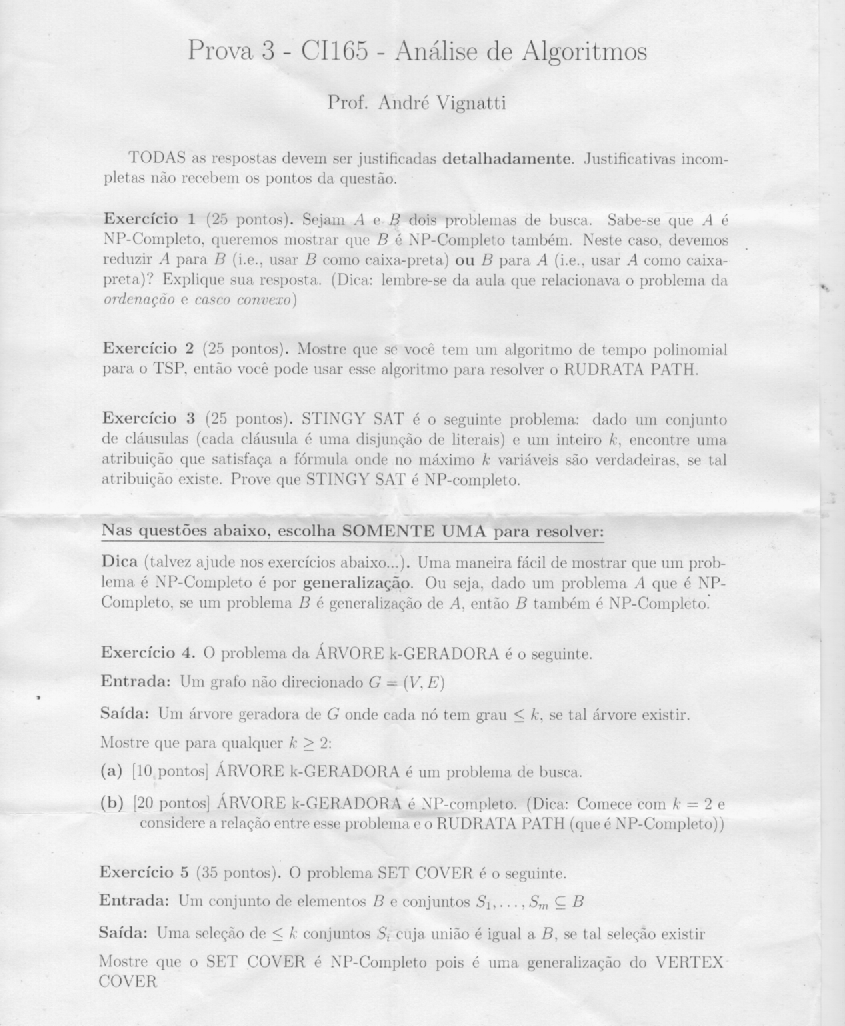 Prova 3 - CI165 - Análise de Algoritmos
Prof. André Vignatti
TODAS as respostas devem ser justificadas detalhadamente. Justificativas incom-
pletas não recebem os pontos da questão.
Exercício 1 (25 pontos). Sejam A e B dois problemas de busca. Sabe-se que A é
NP-Completo, queremos mostrar que B é NP-Completo também. Neste caso, devemos
reduzir A para B (i.e., usar B como caixa-preta) ou B para A (i.e., usar A como caixa-
preta)? Explique sua resposta. (Dica: lembre-se da aula que relacionava o problema da
ordenação e casco convexo)
Exercício 2 (25 pontos). Mostre que se você tem um algoritmo de tempo polinomial
para o TSP, então você pode usar esse algoritmo para resolver o RUDRATA PATH.
Exercício 3 (25 pontos). STINGY SAT é o seguinte problema: dado um conjunto
de cláusulas (cada cláusula é uma disjunção de literais) e um inteiro k, encontre uma
atribuição que satisfaça a fórmula onde no máximo k variáveis são verdadeiras, se tal
atribuição existe. Prove que STINGY SAT é NP-completo.
Nas questões abaixo, escolha SOMENTE UMA para resolver:
Dica (talvez ajude nos exercícios abaixo...). Uma maneira fácil de mostrar que um prob-
lema é NP-Completo é por generalização. Ou seja, dado um problema A que é NP-
Completo, se um problema B é generalização de A, então B também é NP-Completo.
Exercício 4. O problema da ÁRVORE k-GERADORA é o seguinte.
Entrada: Um grafo não direcionado G = (V, E)
Saída: Um árvore geradora de G onde cada nó tem grau ≤ k, se tal árvore existir.
Mostre que para qualquer k ≥ 2:
(a) [10 pontos] ÁRVORE k-GERADORA é um problema de busca.
(b) [20 pontos] ÁRVORE k-GERADORA é NP-completo. (Dica: Comece com k = 2 e
considere a relação entre esse problema e o RUDRATA PATH (que é NP-Completo))
Exercício 5 (35 pontos). O problema SET COVER é o seguinte.
Entrada: Um conjunto de elementos B e conjuntos S₁, . . . , Sₘ ⊆ B
Saída: Uma seleção de ≤ k conjuntos Sᵢ cuja união é igual a B, se tal seleção existir
Mostre que o SET COVER é NP-Completo pois é uma generalização do VERTEX
COVER